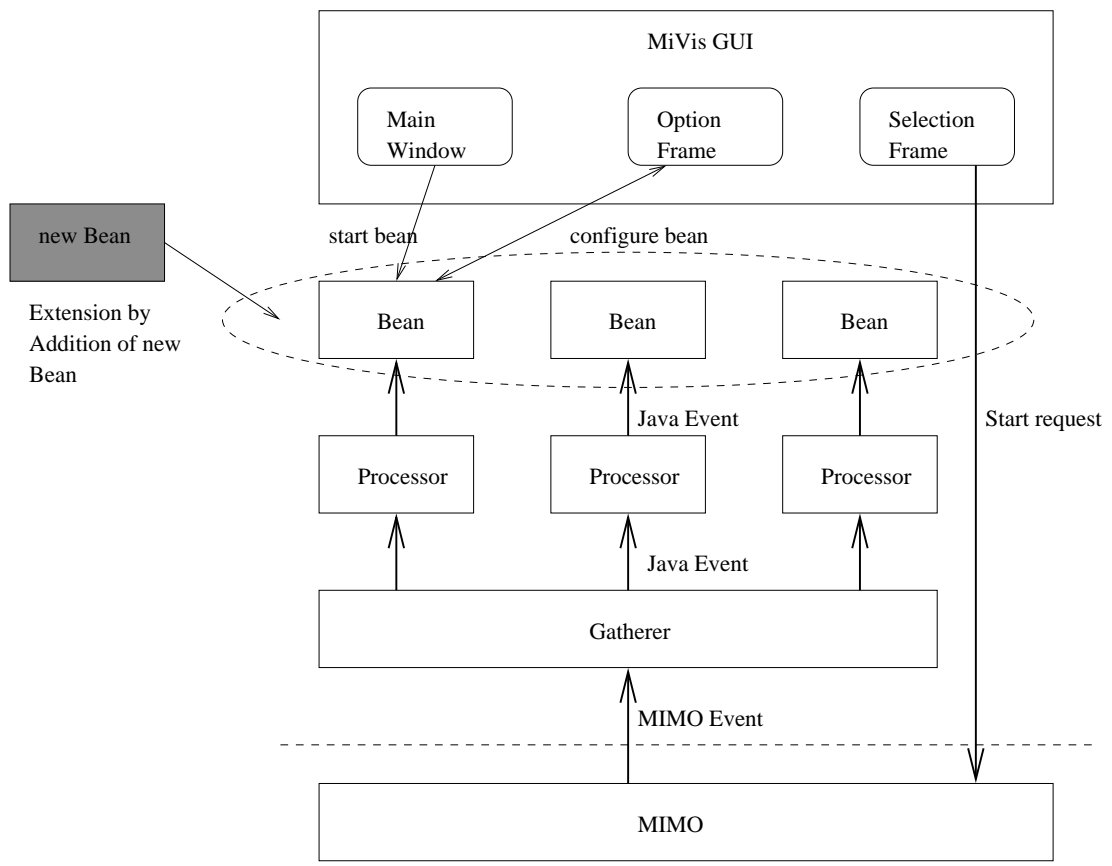 MiVis GUI
Main
Window
Option
Frame
Selection
Frame
new Bean
start bean
configure bean
Extension by
Addition of new
Bean
Bean
Bean
Bean
Java Event
Start request
Processor
Processor
Processor
Java Event
Gatherer
MIMO Event
MIMO